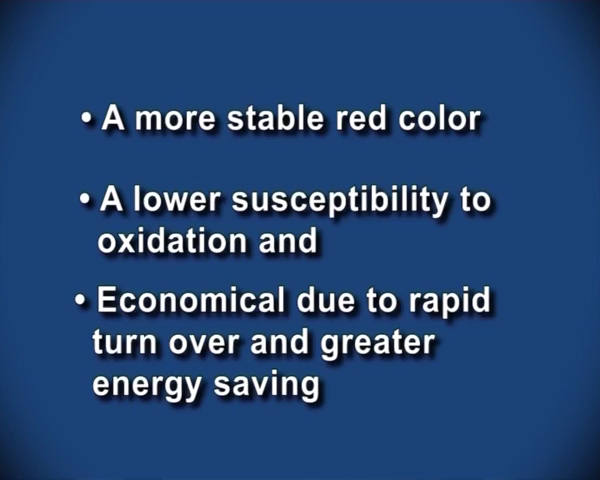 • A more stable red color
• A lower susceptibility to
oxidation and
• Economical due to rapid
turn over and greater
energy saving